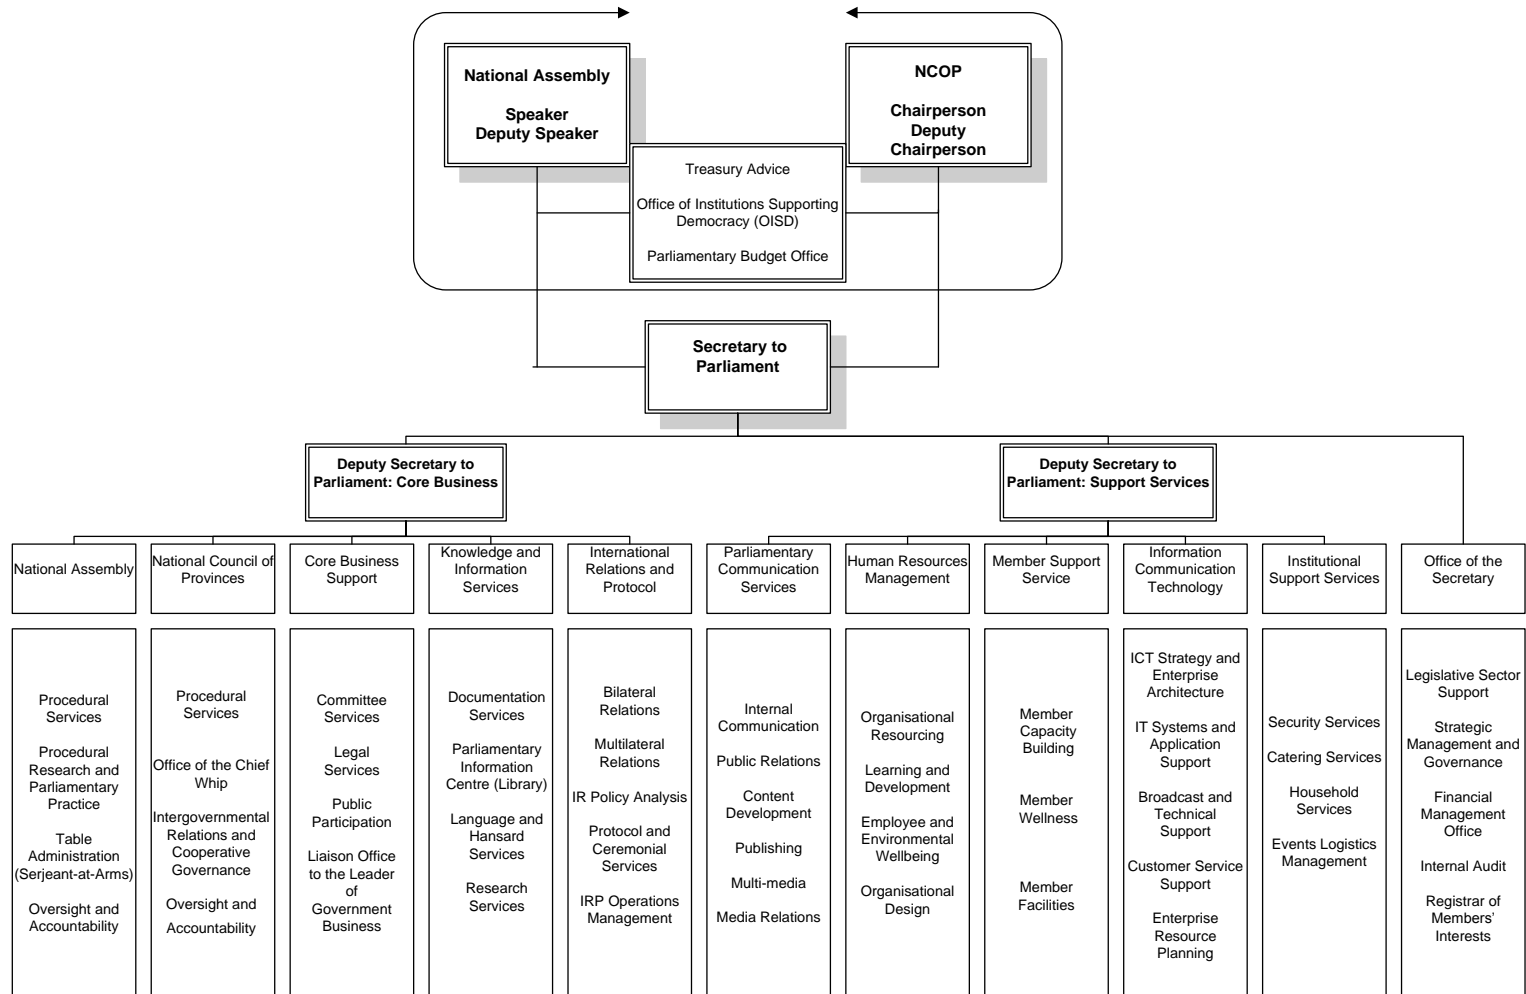 National Assembly
Speaker
Deputy Speaker
NCOP
Chairperson
Deputy
Chairperson
Treasury Advice
Office of Institutions Supporting
Democracy (OISD)
Parliamentary Budget Office
Secretary to
Parliament
Deputy Secretary to
Parliament: Core Business
Deputy Secretary to
Parliament: Support Services
National Assembly
National Council of
Provinces
Core Business
Support
Knowledge and
Information
Services
International
Relations and
Protocol
Parliamentary
Communication
Services
Human Resources
Management
Member Support
Service
Information
Communication
Technology
Institutional
Support Services
Office of the
Secretary
Procedural
Services
Procedural
Research and
Parliamentary
Practice
Table
Administration
(Serjeant-at-Arms)
Oversight and
Accountability
Procedural
Services
Office of the Chief
Whip
Intergovernmental
Relations and
Cooperative
Governance
Oversight and
Accountability
Committee
Services
Legal
Services
Public
Participation
Liaison Office
to the Leader
of
Government
Business
Documentation
Services
Parliamentary
Information
Centre (Library)
Language and
Hansard
Services
Research
Services
Bilateral
Relations
Multilateral
Relations
IR Policy Analysis
Protocol and
Ceremonial
Services
IRP Operations
Management
Internal
Communication
Public Relations
Content
Development
Publishing
Multi-media
Media Relations
Organisational
Resourcing
Learning and
Development
Employee and
Environmental
Wellbeing
Organisational
Design
Member
Capacity
Building
Member
Wellness
Member
Facilities
ICT Strategy and
Enterprise
Architecture
IT Systems and
Application
Support
Broadcast and
Technical
Support
Customer Service
Support
Enterprise
Resource
Planning
Security Services
Catering Services
Household
Services
Events Logistics
Management
Legislative Sector
Support
Strategic
Management and
Governance
Financial
Management
Office
Internal Audit
Registrar of
Members'
Interests